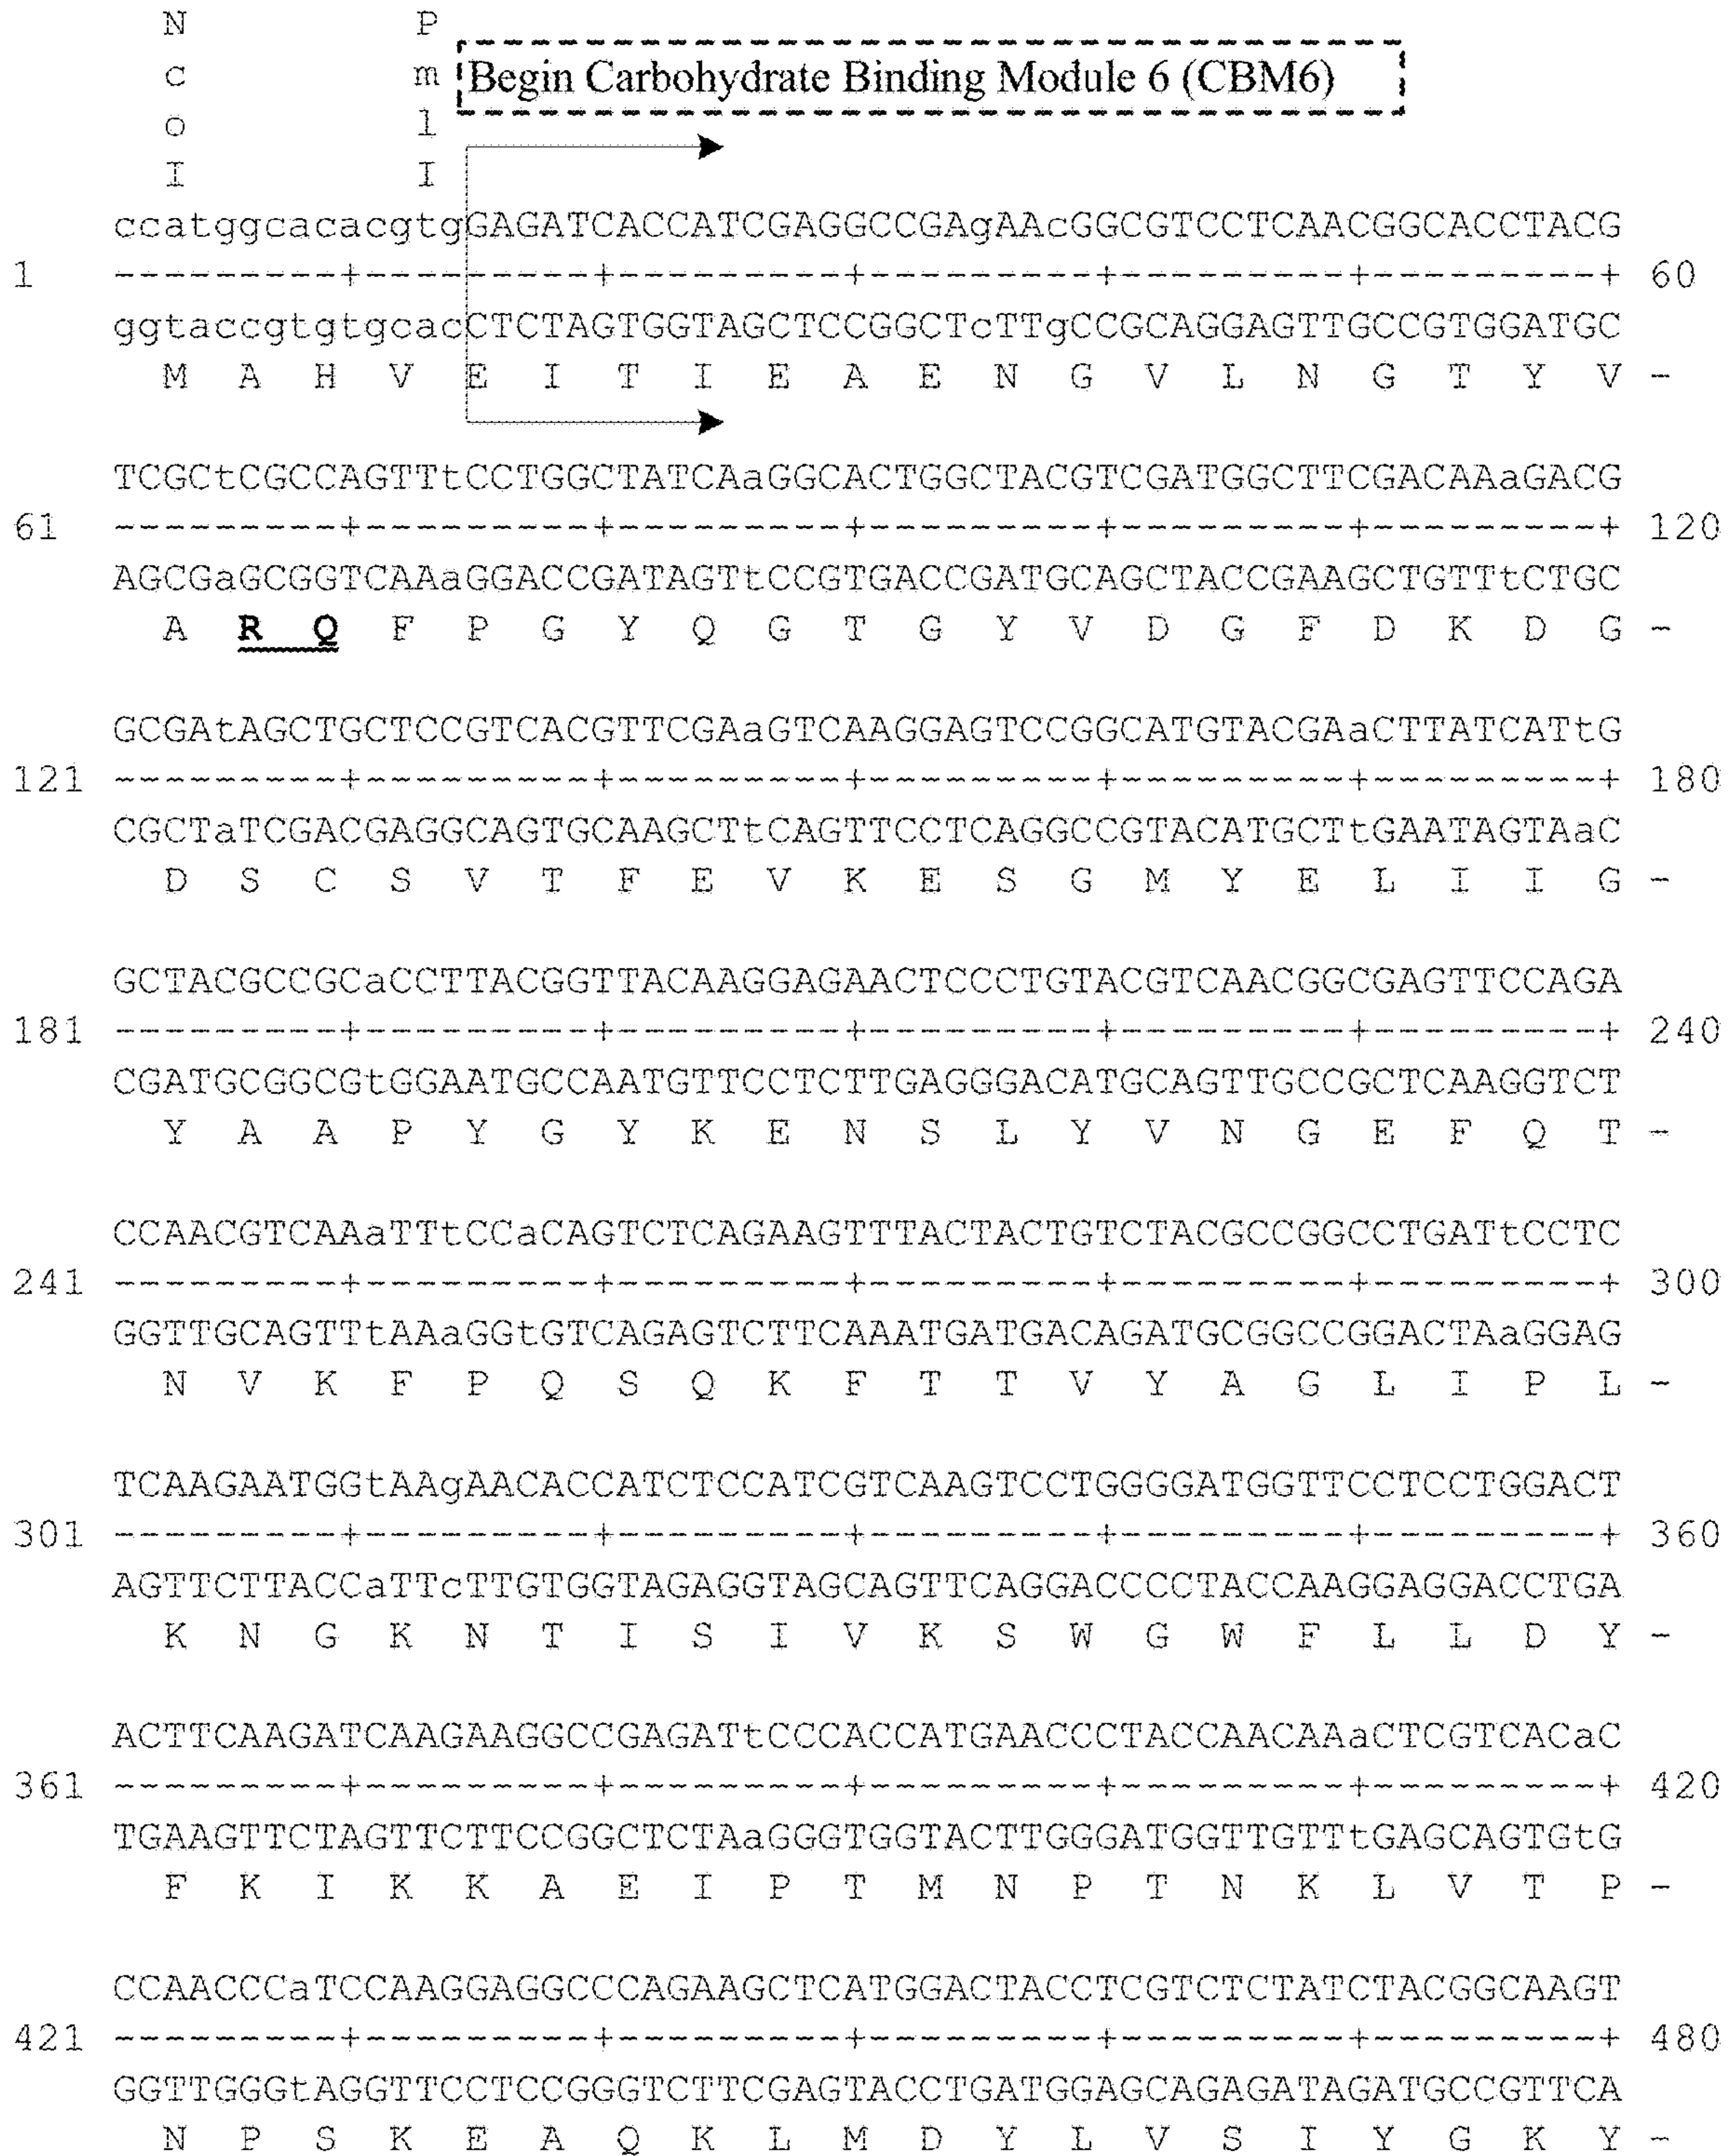 N P
c m Begin Carbohydrate Binding Module 6 (CBM6)
o l
I I
ccatggcacacgtgGAGATCACCATCGAGGCCGAgAAcGGCGTCCTCAACGGCACCTACG
1 ---------+---------+---------+---------+---------+---------+ 60
ggtaccgtgtgcacCTCTAGTGGTAGCTCCGGCTcTTgCCGCAGGAGTTGCCGTGGATGC
M A H V E I T I E A E N G V L N G T Y V -
TCGCtCGCCAGTTTtCCTGGCTATCAaGGCACTGGCTACGTCGATGGCTTCGACAAaGACG
61 ---------+---------+---------+---------+---------+---------+ 120
AGCGaGCGGTCAAaGGACCGATAGTtCCGTGACCGATGCAGCTACCGAAGCTGTTtCTGC
A R Q F P G Y Q G T G Y V D G F D K D G -
GCGAtAGCTGCTCCGTCACGTTCGAaGTCAAGGAGTCCGGCATGTACGAaCTTATCATtG
121 ---------+---------+---------+---------+---------+---------+ 180
CGCTaTCGACGAGGCAGTGCAAGCTtCAGTTCCTCAGGCCGTACATGCTtGAATAGTAaC
D S C S V T F E V K E S G M Y E L I I G -
GCTACGCCGCaCCTTACGGTTACAAGGAGAACTCCCTGTACGTCAACGGCGAGTTCCAGA
181 ---------+---------+---------+---------+---------+---------+ 240
CGATGCGGCGtGGAATGCCAATGTTCCTCTTGAGGGACATGCAGTTGCCGCTCAAGGTCT
Y A A P Y G Y K E N S L Y V N G E F Q T -
CCAACGTCAAaTTtCCaCAGTCTCAGAAGTTTACTACTGTCTACGCCGGCCTGATtCCTC
241 ---------+---------+---------+---------+---------+---------+ 300
GGTTGCAGTTtAAaGGtGTCAGAGTCTTCAAATGATGACAGATGCGGCCGGACTAaGGAG
N V K F P Q S Q K F T T V Y A G L I P L -
TCAAGAATGGtAAgAACACCATCTCCATCGTCAAGTCCTGGGGATGGTTCCTCCTGGACT
301 ---------+---------+---------+---------+---------+---------+ 360
AGTTCTTACCaTTcTTGTGGTAGAGGTAGCAGTTCAGGACCCCTACCAAGGAGGACCTGA
K N G K N T I S I V K S W G W F L L D Y -
ACTTCAAGATCAAGAAGGCCGAGATtCCCACCATGAACCCTACCAACAAaCTCGTCACaC
361 ---------+---------+---------+---------+---------+---------+ 420
TGAAGTTCTAGTTCTTCCGGCTCTAaGGGTGGTACTTGGGATGGTTGTTtGAGCAGTGtG
F K I K K A E I P T M N P T N K L V T P -
CCAACCCaTCCAAGGAGGCCCAGAAGCTCATGGACTACCTCGTCTCTATCTACGGCAAGT
421 ---------+---------+---------+---------+---------+---------+ 480
GGTTGGGtAGGTTCCTCCGGGTCTTCGAGTACCTGATGGAGCAGAGATAGATGCCGTTCA
N P S K E A Q K L M D Y L V S I Y G K Y -